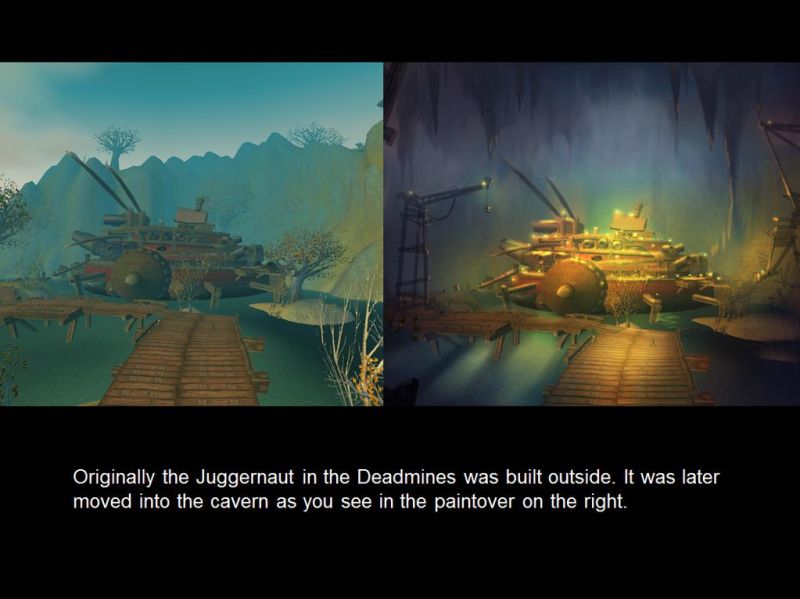 Originally the Juggernaut in the Deadmines was built outside. It was later
moved into the cavern as you see in the paintover on the right.